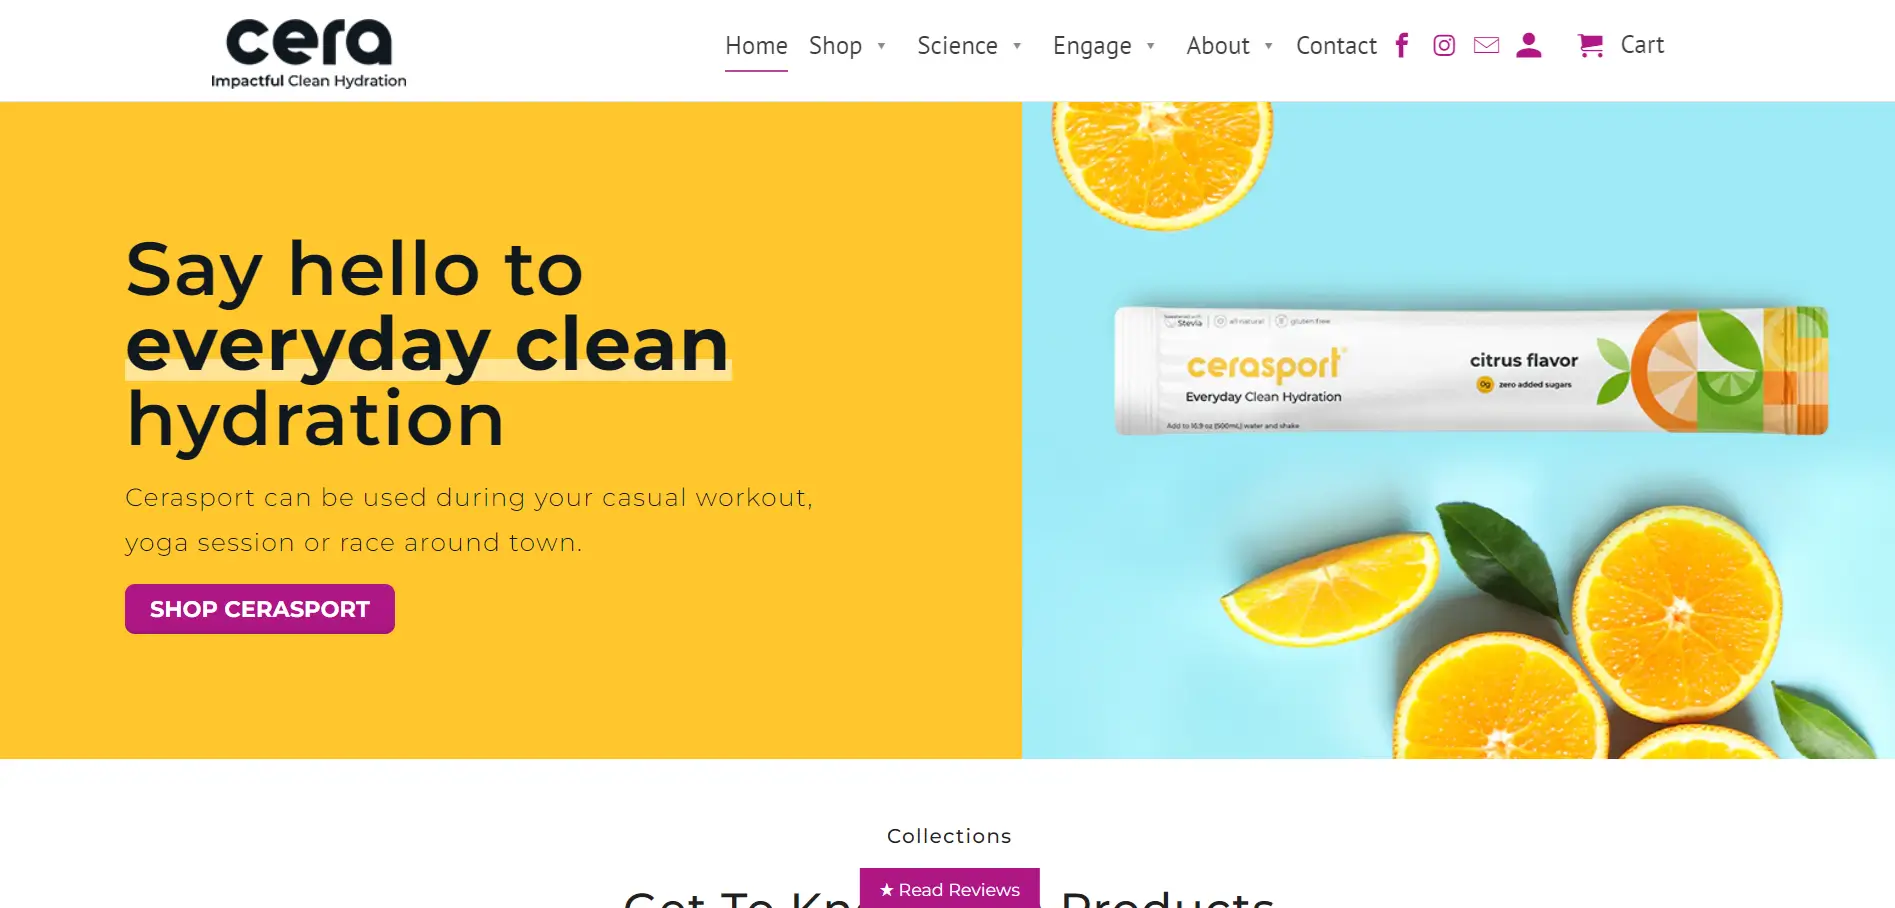 cera
Impactful Clean Hydration
Home Shop Science Engage About Contact Cart
Say hello to
everyday clean
hydration
Cerasport can be used during your casual workout,
yoga session or race around town.
SHOP CERASPORT
Stevia all natural gluten free
cerasport®
Everyday Clean Hydration
citrus flavor
0g zero added sugars
Add to 16.9 oz (500mL) water and shake
Collections
Get To Products
★ Read Reviews